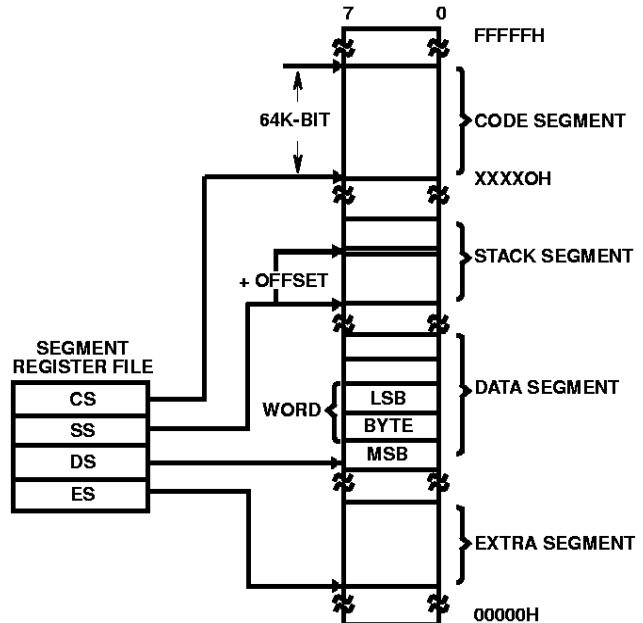 7 0
FFFFFH
64K-BIT
CODE SEGMENT
XXXXOH
STACK SEGMENT
+ OFFSET
SEGMENT
REGISTER FILE
CS
SS
DS
ES
WORD
LSB
BYTE
MSB
DATA SEGMENT
EXTRA SEGMENT
00000H